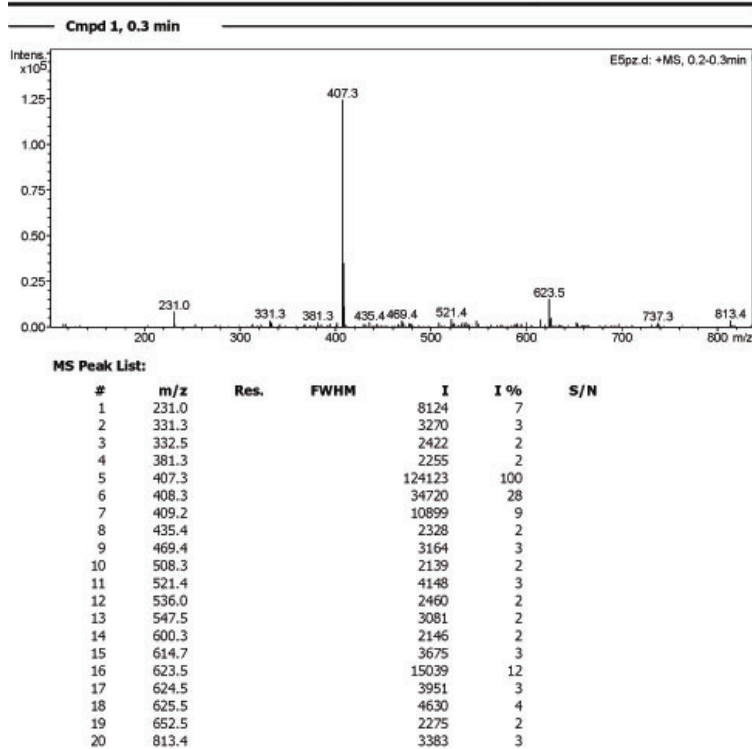 Cmpd 1, 0.3 min
Intens.
x10⁵
E5pz.d: +MS, 0.2-0.3min
407.3
1.25
1.00
0.75
0.50
0.25
231.0 331.3 381.3 435.4 469.4 521.4 623.5 737.3 813.4
0.00
200 300 400 500 600 700 800 m/z
MS Peak List:
# m/z Res. FWHM I I % S/N
1 231.0 8124 7
2 331.3 3270 3
3 332.5 2422 2
4 381.3 2255 2
5 407.3 124123 100
6 408.3 34720 28
7 409.2 10899 9
8 435.4 2328 2
9 469.4 3164 3
10 508.3 2139 2
11 521.4 4148 3
12 536.0 2460 2
13 547.5 3081 2
14 600.3 2146 2
15 614.7 3675 3
16 623.5 15039 12
17 624.5 3951 3
18 625.5 4630 4
19 652.5 2275 2
20 813.4 3383 3